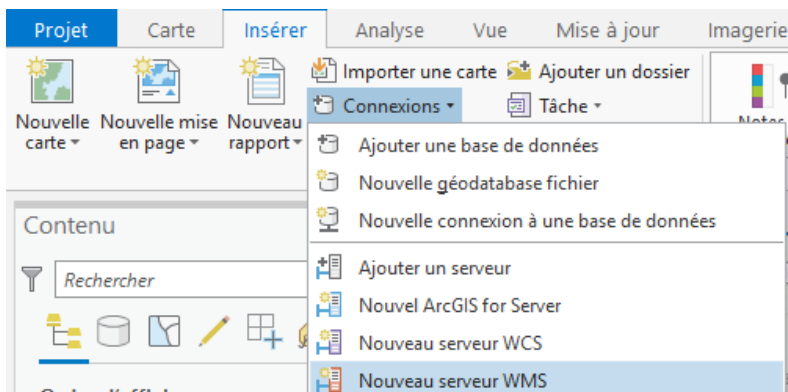 Projet Carte Insérer Analyse Vue Mise à jour Imagerie
Importer une carte Ajouter un dossier
Connexions Tâche
Nouvelle carte
Nouvelle mise en page
Nouveau rapport
Ajouter une base de données
Nouvelle géodatabase fichier
Nouvelle connexion à une base de données
Contenu
Rechercher
Ajouter un serveur
Nouvel ArcGIS for Server
Nouveau serveur WCS
Nouveau serveur WMS